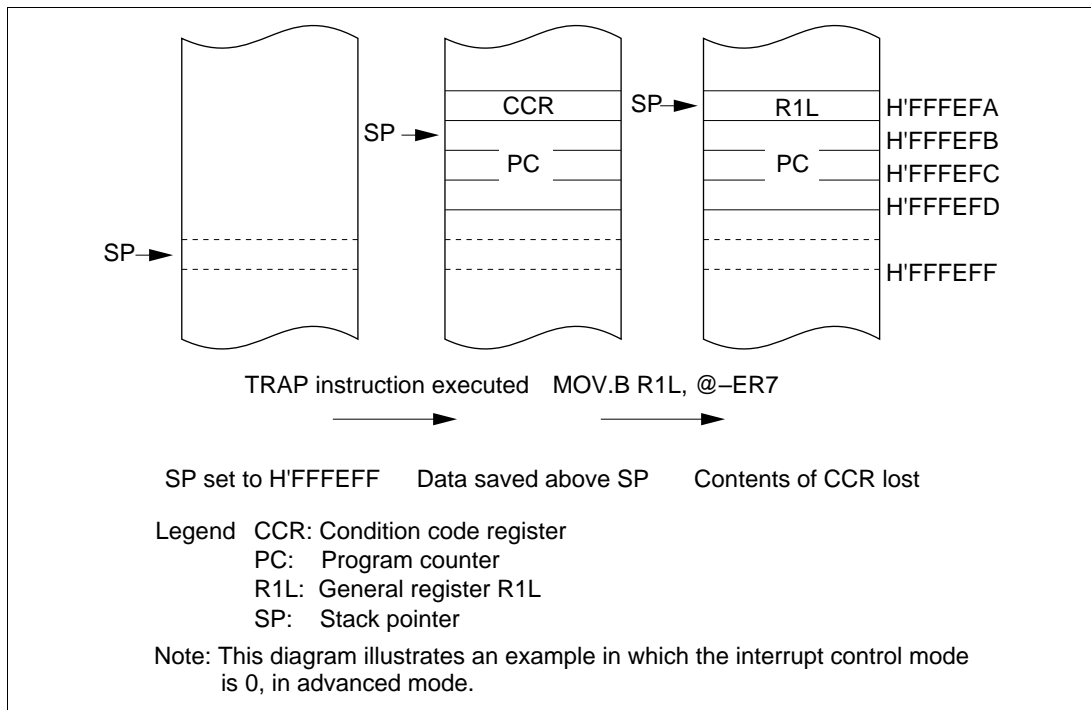 CCR
SP
R1L
H'FFFEFA
SP
H'FFFEFB
PC
PC
H'FFFEFC
H'FFFEFD
SP
H'FFFEFF
TRAP instruction executed
MOV.B R1L, @–ER7
SP set to H'FFFEFF
Data saved above SP
Contents of CCR lost
Legend
CCR: Condition code register
PC: Program counter
R1L: General register R1L
SP: Stack pointer
Note: This diagram illustrates an example in which the interrupt control mode
is 0, in advanced mode.